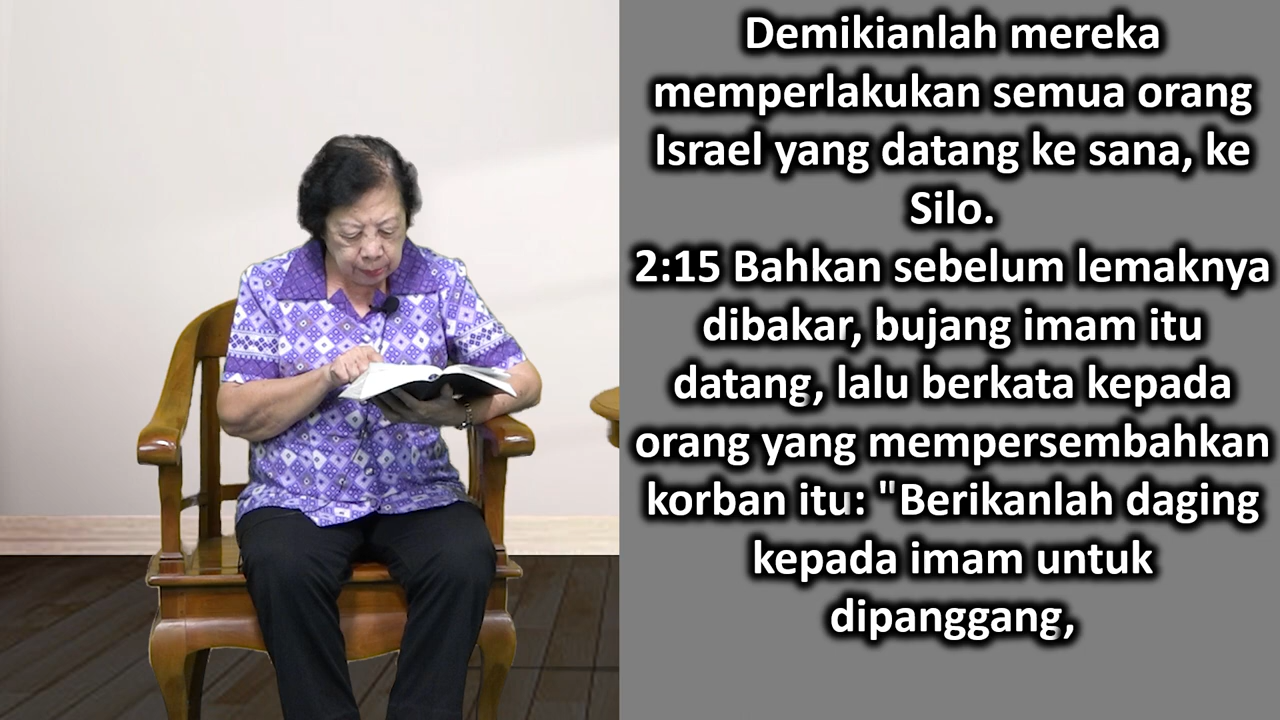 Demikianlah mereka
memperlakukan semua orang
Israel yang datang ke sana, ke
Silo.
2:15 Bahkan sebelum lemaknya
dibakar, bujang imam itu
datang, lalu berkata kepada
orang yang mempersembahkan
korban itu: "Berikanlah daging
kepada imam untuk
dipanggang,